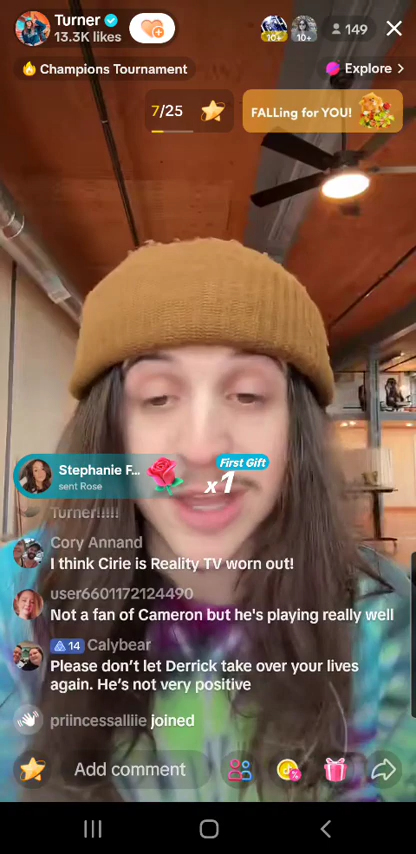 Turner
13.3K likes
10+
10+
149
Champions Tournament
Explore >
7/25
FALLing for YOU!
First Gift
Stephanie F...
sent Rose
x1
Turner!!!!!
Cory Annand
I think Cirie is Reality TV worn out!
user6601172124490
Not a fan of Cameron but he's playing really well
14 Calybear
Please don't let Derrick take over your lives
again. He's not very positive
priincessalliie joined
Add comment